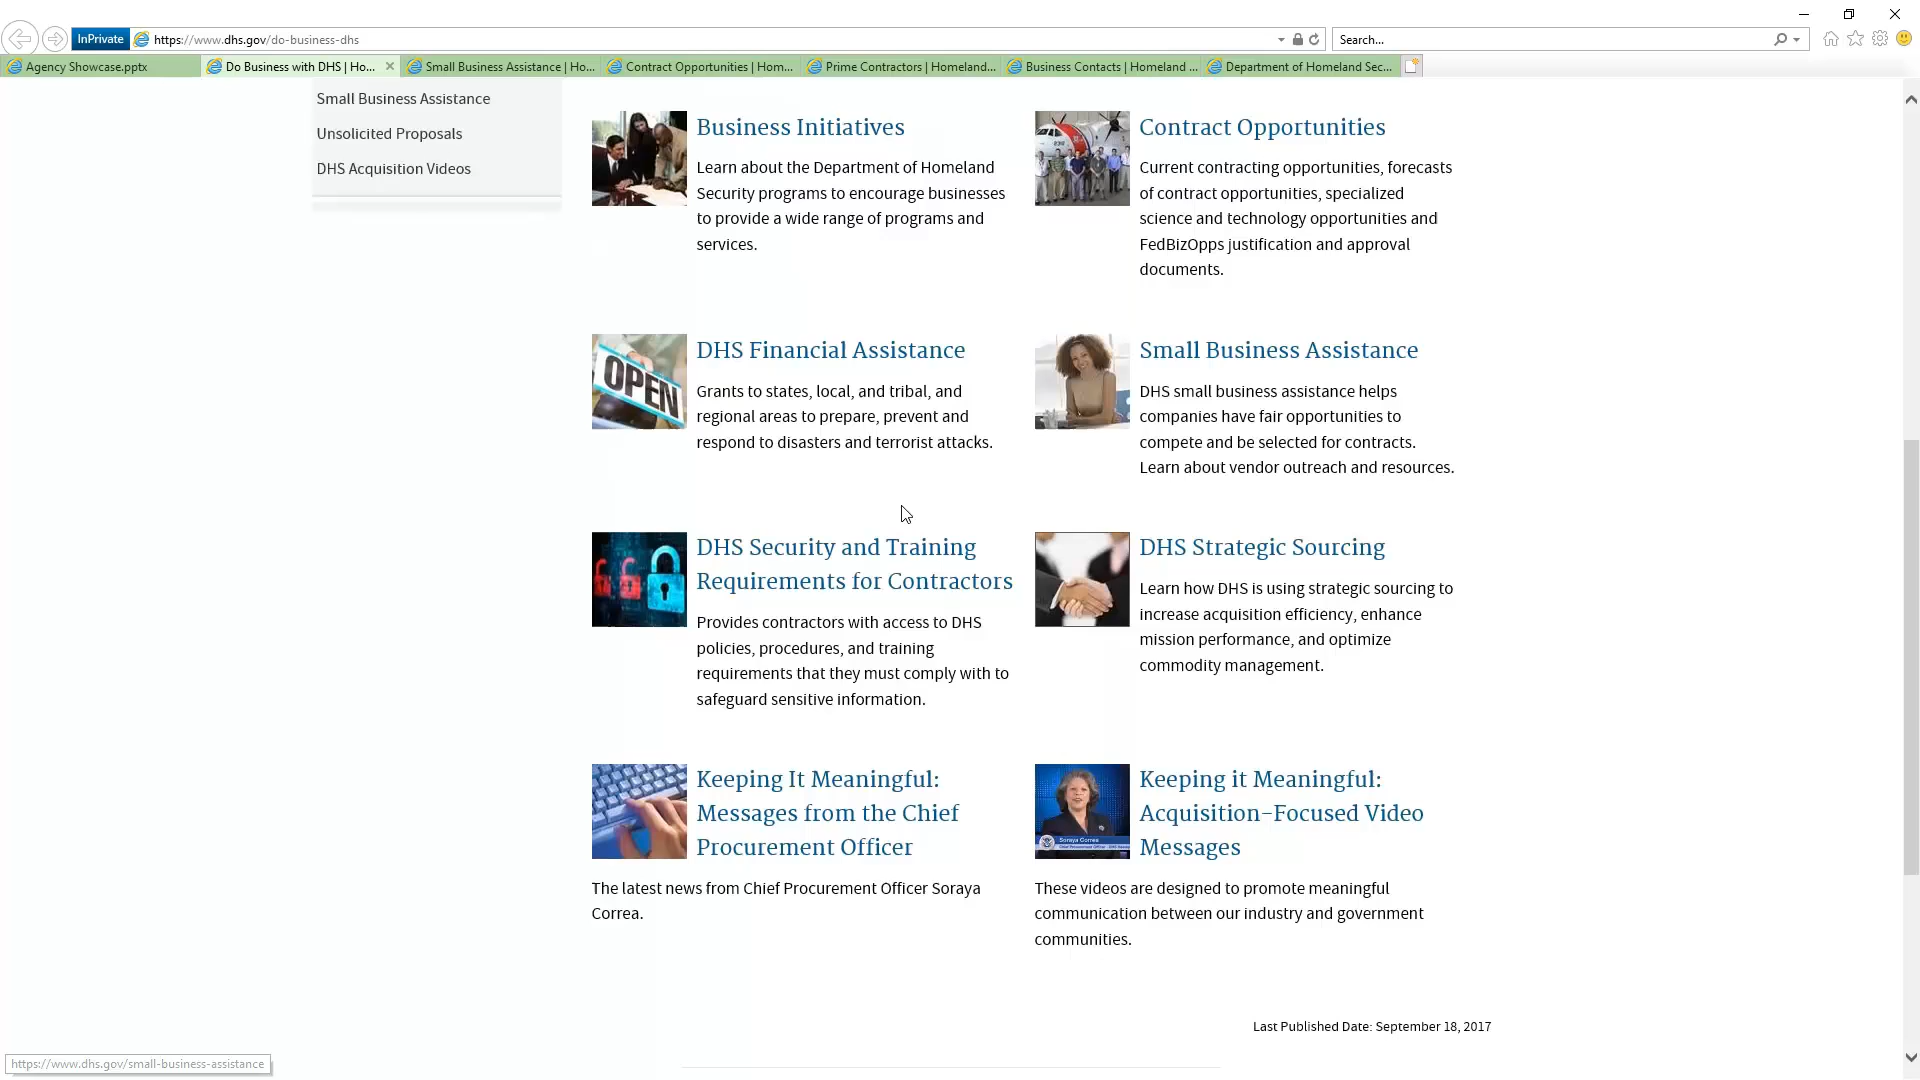 InPrivate
https://www.dhs.gov/do-business-dhs
Search...
Agency Showcase.pptx
Do Business with DHS | Ho...
Small Business Assistance | Ho...
Contract Opportunities | Hom...
Prime Contractors | Homeland...
Business Contacts | Homeland ...
Department of Homeland Sec...
Small Business Assistance
Unsolicited Proposals
DHS Acquisition Videos
Business Initiatives
Learn about the Department of Homeland
Security programs to encourage businesses
to provide a wide range of programs and
services.
Contract Opportunities
Current contracting opportunities, forecasts
of contract opportunities, specialized
science and technology opportunities and
FedBizOpps justification and approval
documents.
OPEN
DHS Financial Assistance
Grants to states, local, and tribal, and
regional areas to prepare, prevent and
respond to disasters and terrorist attacks.
Small Business Assistance
DHS small business assistance helps
companies have fair opportunities to
compete and be selected for contracts.
Learn about vendor outreach and resources.
DHS Security and Training
Requirements for Contractors
Provides contractors with access to DHS
policies, procedures, and training
requirements that they must comply with to
safeguard sensitive information.
DHS Strategic Sourcing
Learn how DHS is using strategic sourcing to
increase acquisition efficiency, enhance
mission performance, and optimize
commodity management.
Keeping It Meaningful:
Messages from the Chief
Procurement Officer
The latest news from Chief Procurement Officer Soraya
Correa.
Soraya Correa
Keeping it Meaningful:
Acquisition-Focused Video
Messages
These videos are designed to promote meaningful
communication between our industry and government
communities.
Last Published Date: September 18, 2017
https://www.dhs.gov/small-business-assistance